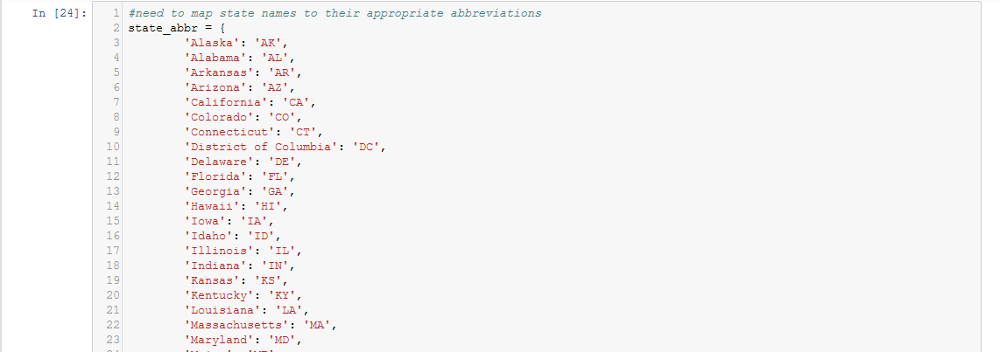 In [24]:
1 #need to map state names to their appropriate abbreviations
2 state_abbr = {
3 'Alaska': 'AK',
4 'Alabama': 'AL',
5 'Arkansas': 'AR',
6 'Arizona': 'AZ',
7 'California': 'CA',
8 'Colorado': 'CO',
9 'Connecticut': 'CT',
10 'District of Columbia': 'DC',
11 'Delaware': 'DE',
12 'Florida': 'FL',
13 'Georgia': 'GA',
14 'Hawaii': 'HI',
15 'Iowa': 'IA',
16 'Idaho': 'ID',
17 'Illinois': 'IL',
18 'Indiana': 'IN',
19 'Kansas': 'KS',
20 'Kentucky': 'KY',
21 'Louisiana': 'LA',
22 'Massachusetts': 'MA',
23 'Maryland': 'MD',